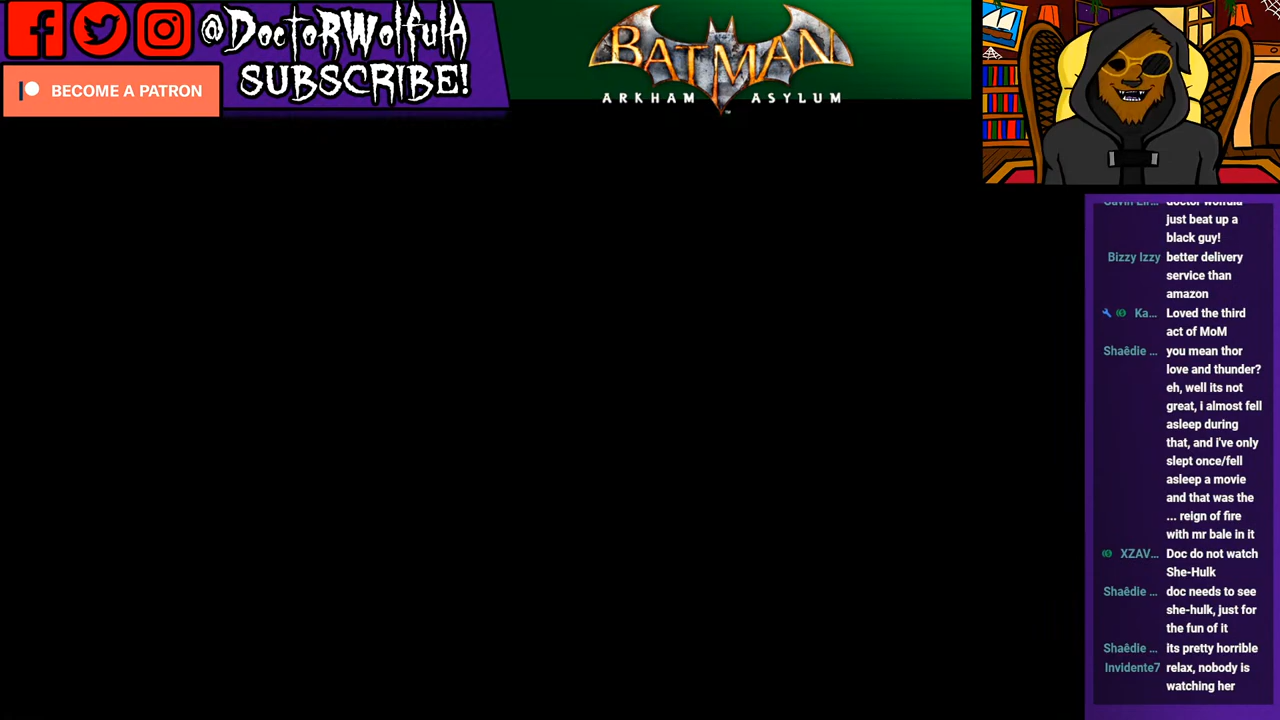 @DoctoRWolfulA
SUBSCRIBE!
BECOME A PATRON
BATMAN
ARKHAM ASYLUM
TM
doctor wolfula
just beat up a
black guy!
Bizzy Izzy better delivery
service than
amazon
Ka... Loved the third
act of MoM
Shaêdie ... you mean thor
love and thunder?
eh, well its not
great, i almost fell
asleep during
that, and i've only
slept once/fell
asleep a movie
and that was the
... reign of fire
with mr bale in it
XZAV... Doc do not watch
She-Hulk
Shaêdie ... doc needs to see
she-hulk, just for
the fun of it
Shaêdie ... its pretty horrible
Invidente7 relax, nobody is
watching her